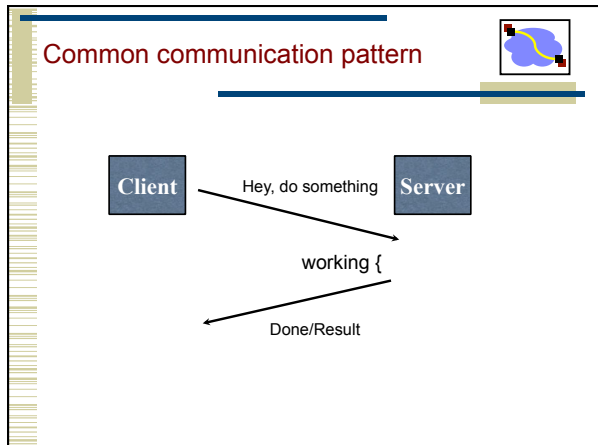 Common communication pattern
Client
Hey, do something
Server
working {
Done/Result